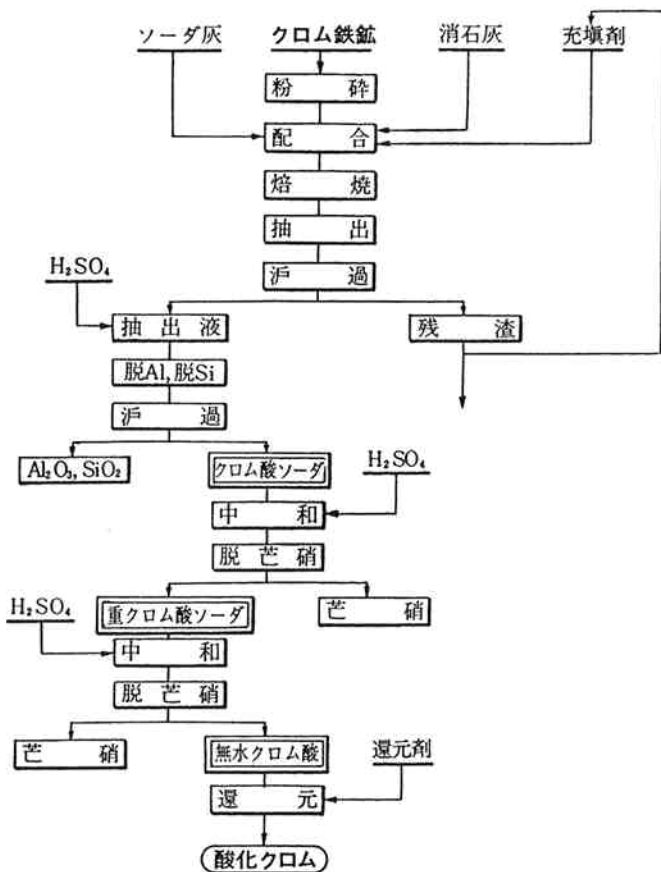 ソーダ灰 クロム鉄鉱 消石灰 充塡剤
粉砕
配合
焙焼
抽出
沪過
H₂SO₄
抽出液 残渣
脱Al,脱Si
沪過
Al₂O₃,SiO₂ クロム酸ソーダ H₂SO₄
中和
脱芒硝
H₂SO₄ 重クロム酸ソーダ 芒硝
中和
脱芒硝
芒硝 無水クロム酸 還元剤
還元
酸化クロム